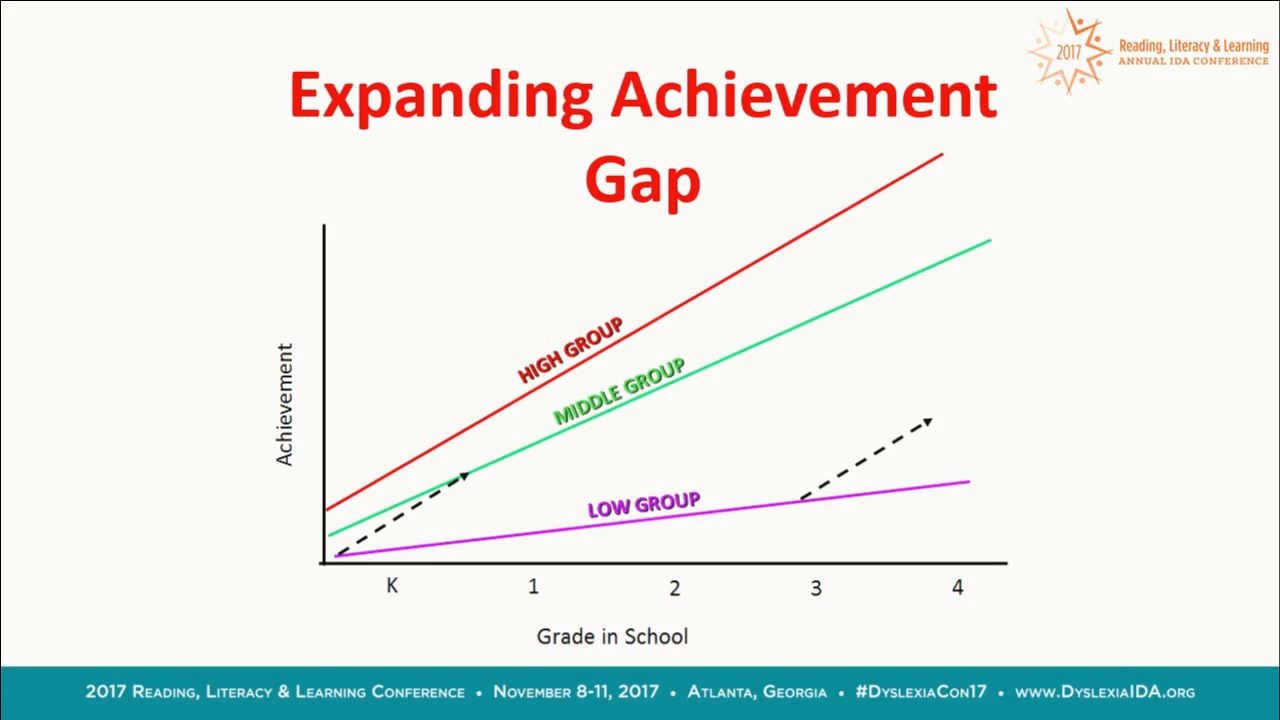 2017
Reading, Literacy & Learning
ANNUAL IDA CONFERENCE
Expanding Achievement
Gap
HIGH GROUP
MIDDLE GROUP
LOW GROUP
Achievement
K 1 2 3 4
Grade in School
2017 Reading, Literacy & Learning Conference • November 8-11, 2017 • Atlanta, Georgia • #DyslexiaCon17 • www.DyslexiaIDA.org